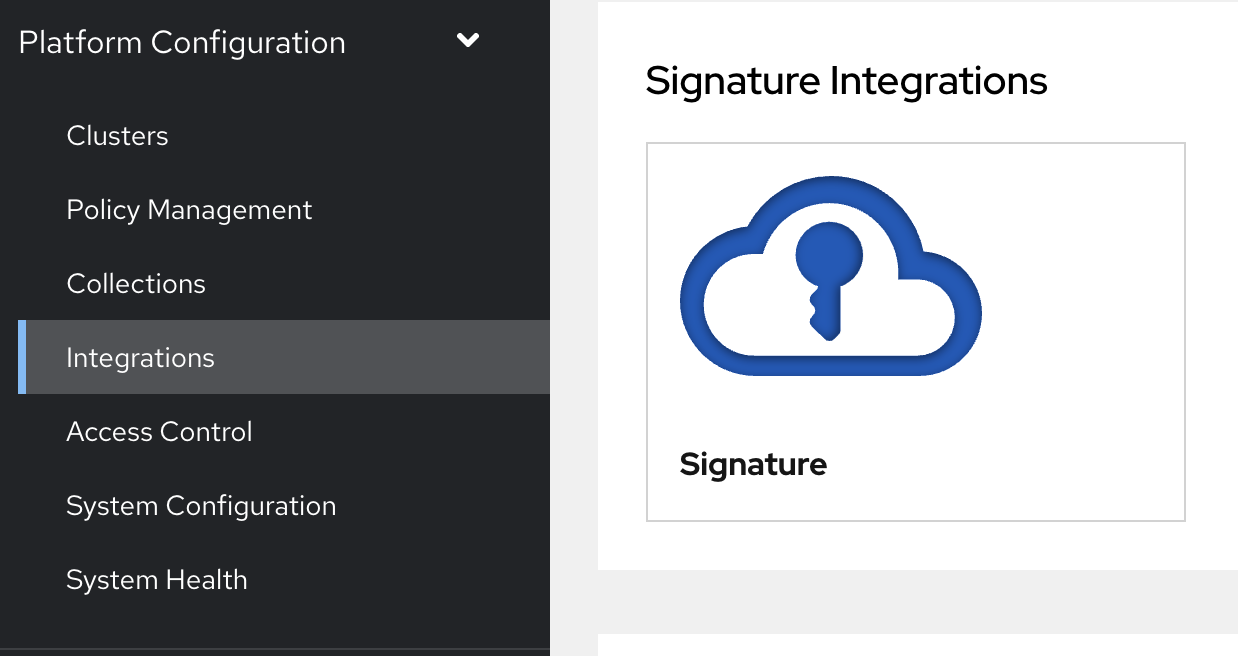 Platform Configuration
Clusters
Policy Management
Collections
Integrations
Access Control
System Configuration
System Health
Signature Integrations
Signature